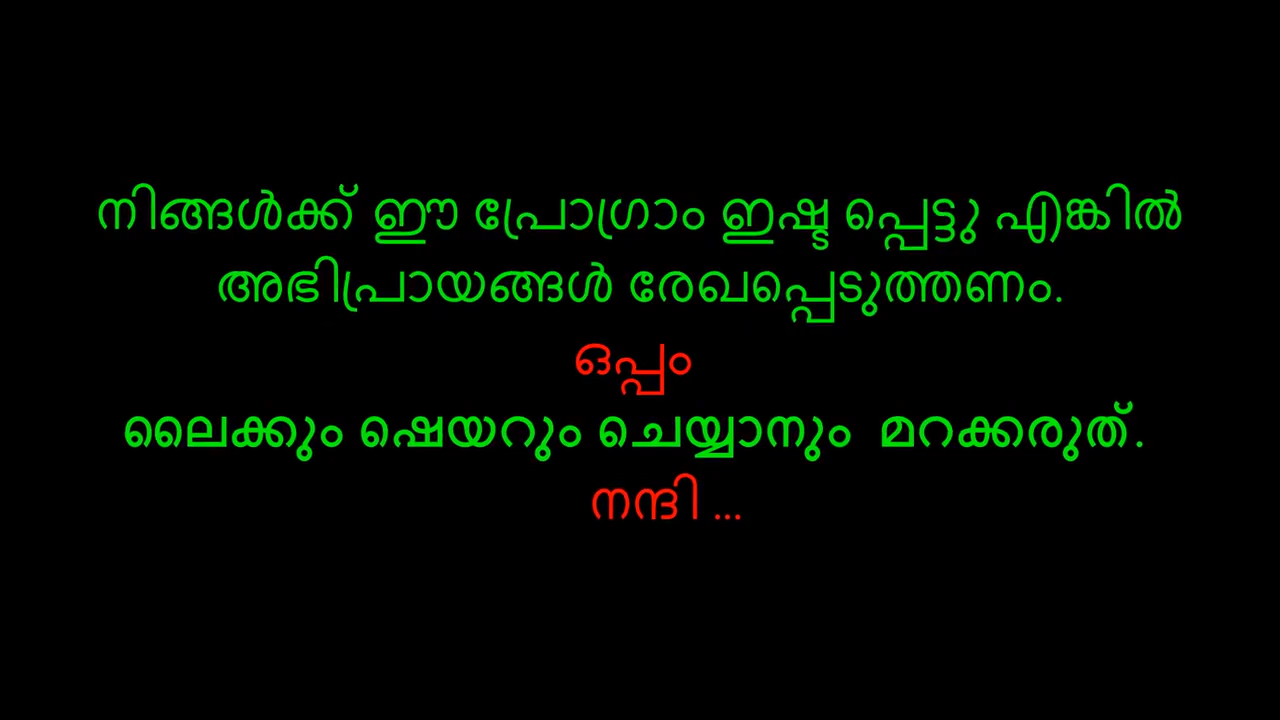 നിങ്ങൾക്ക് ഈ പ്രോഗ്രാം ഇഷ്ട പ്പെട്ടു എങ്കിൽ
അഭിപ്രായങ്ങൾ രേഖപ്പെടുത്തണം.
ഒപ്പം
ലൈക്കും ഷെയറും ചെയ്യാനും മറക്കരുത്.
നന്ദി ...